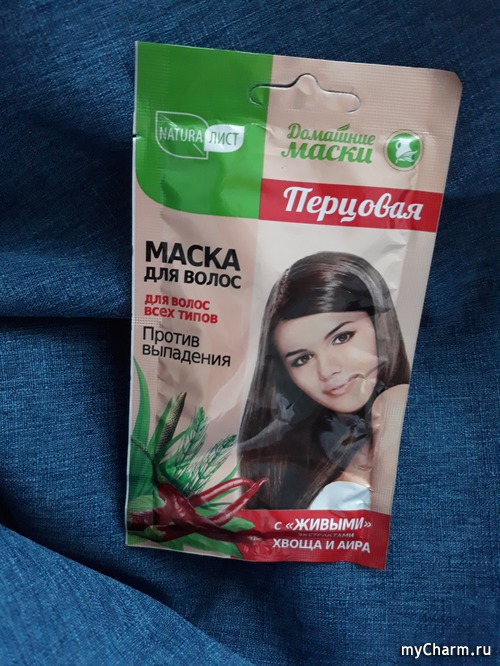 NATURA ЛИСТ
Домашние
маски
Перцовая
МАСКА
ДЛЯ ВОЛОС
ДЛЯ ВОЛОС
ВСЕХ ТИПОВ
Против
выпадения
с «ЖИВЫМИ»
ЭКСТРАКТАМИ
ХВОЩА И АИРА
myCharm.ru